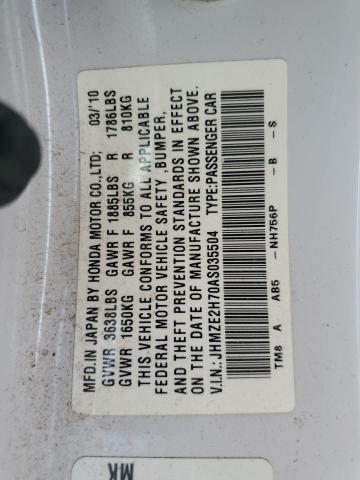 MFD.IN JAPAN BY HONDA MOTOR CO.,LTD; 03/'10
GVWR 3638LBS GAWR F 1885LBS R 1786LBS
GVWR 1650KG GAWR F 855KG R 810KG
THIS VEHICLE CONFORMS TO ALL APPLICABLE
FEDERAL MOTOR VEHICLE SAFETY ,BUMPER,
AND THEFT PREVENTION STANDARDS IN EFFECT
ON THE DATE OF MANUFACTURE SHOWN ABOVE.
V.I.N.:JHMZE2H70AS035504 TYPE:PASSENGER CAR
TM8 A AB5 -NH756P -B -S
MK